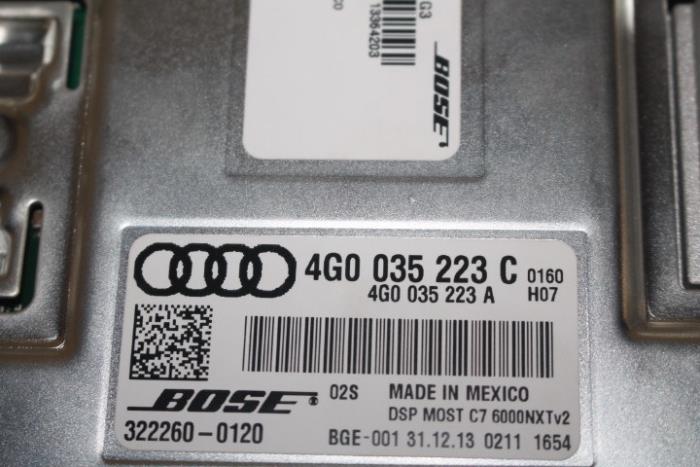 G3
13364203
BOSE
4G0 035 223 C 0160
4G0 035 223 A H07
BOSE® 02S MADE IN MEXICO
DSP MOST C7 6000NXTv2
322260-0120 BGE-001 31.12.13 0211 1654